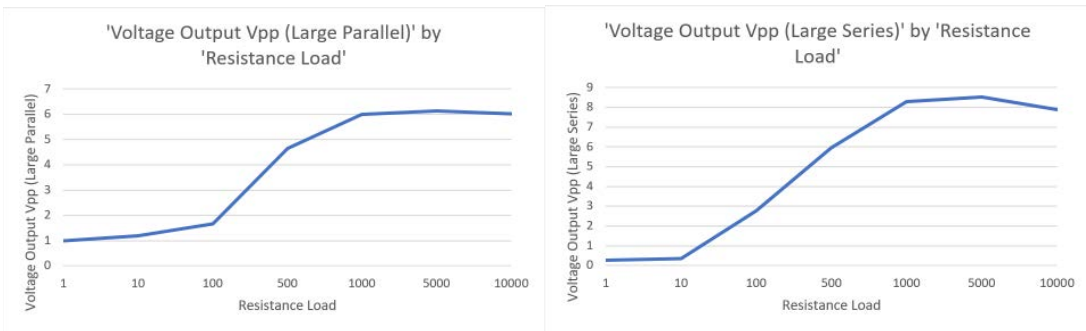 'Voltage Output Vpp (Large Parallel)' by
'Resistance Load'
Voltage Output Vpp (Large Parallel)
7
6
5
4
3
2
1
0
1 10 100 500 1000 5000 10000
Resistance Load
'Voltage Output Vpp (Large Series)' by 'Resistance
Load'
Voltage Output Vpp (Large Series)
9
8
7
6
5
4
3
2
1
0
1 10 100 500 1000 5000 10000
Resistance Load